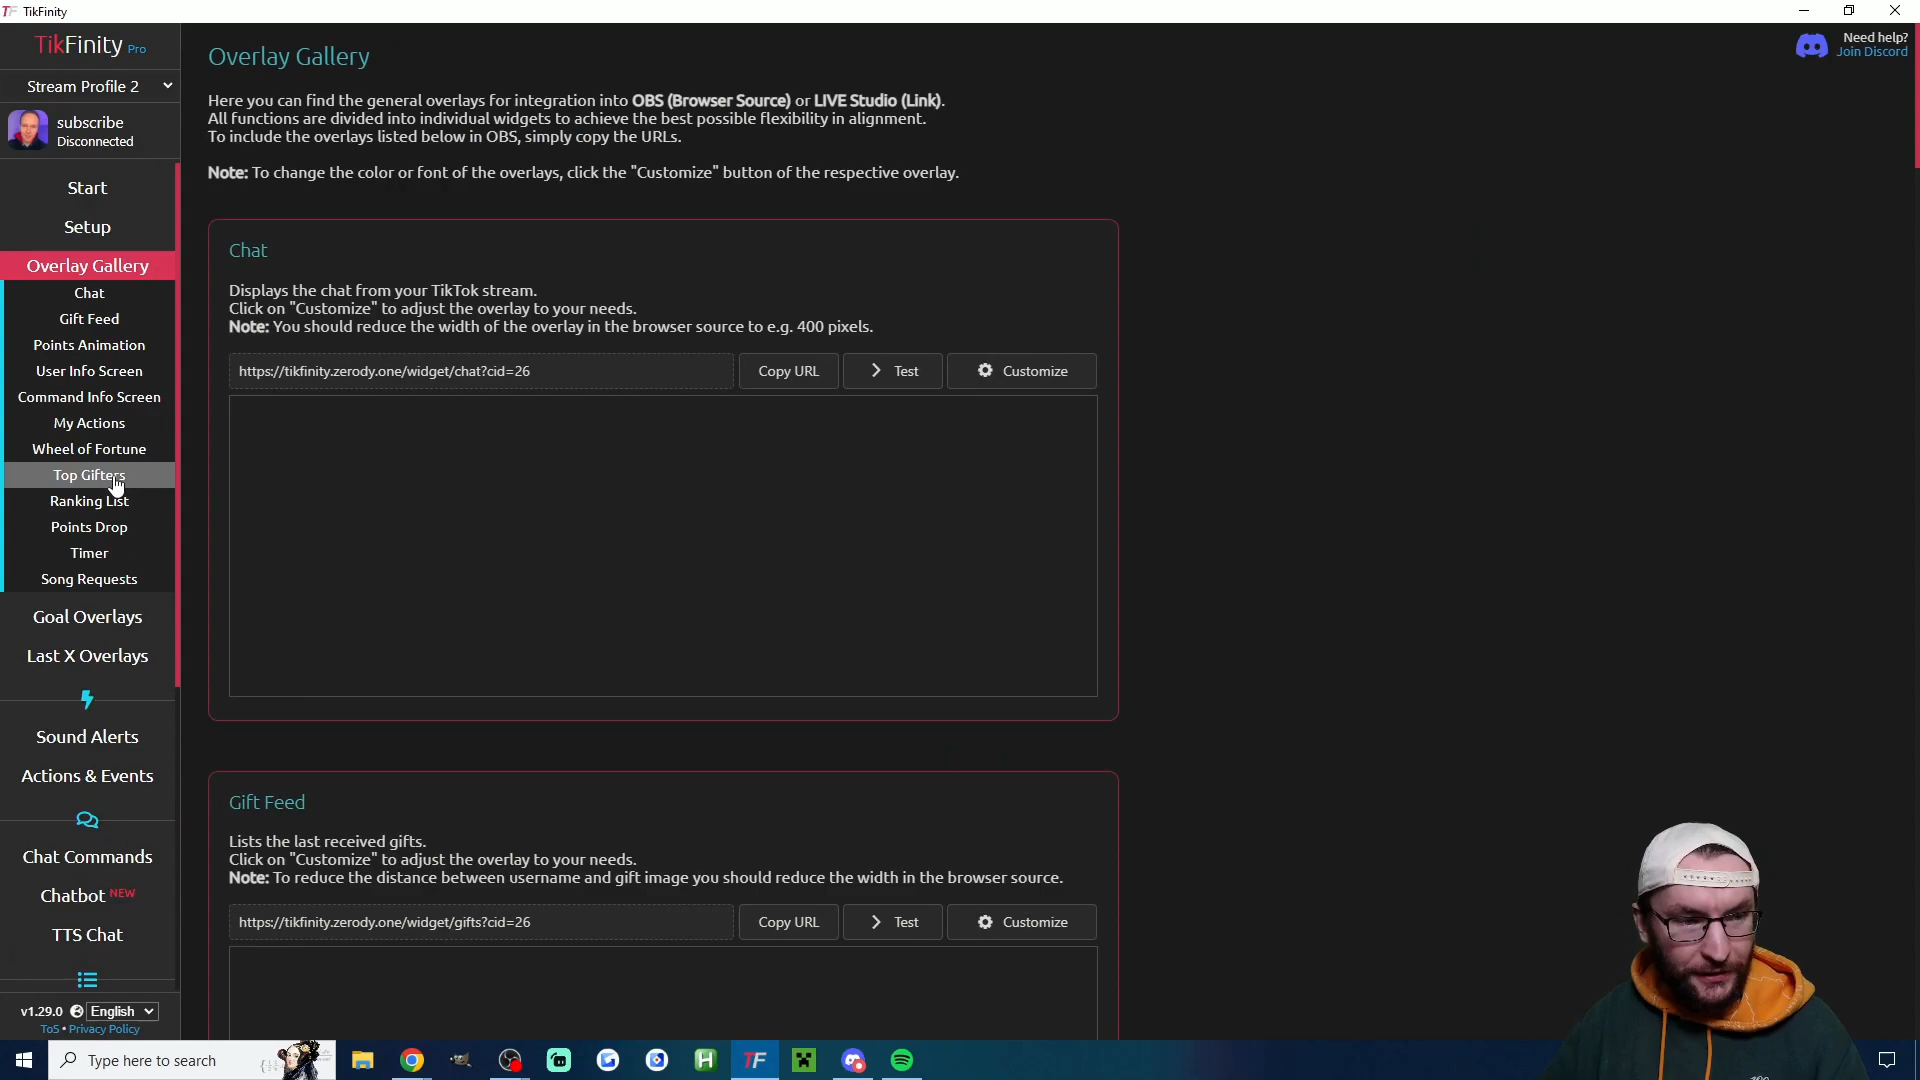 TF TikFinity
TikFinity Pro
Stream Profile 2
subscribe
Disconnected
Start
Setup
Overlay Gallery
Chat
Gift Feed
Points Animation
User Info Screen
Command Info Screen
My Actions
Wheel of Fortune
Top Gifters
Ranking List
Points Drop
Timer
Song Requests
Goal Overlays
Last X Overlays
Sound Alerts
Actions & Events
Chat Commands
Chatbot NEW
TTS Chat
v1.29.0 English
ToS • Privacy Policy
Overlay Gallery
Need help?
Join Discord
Here you can find the general overlays for integration into OBS (Browser Source) or LIVE Studio (Link).
All functions are divided into individual widgets to achieve the best possible flexibility in alignment.
To include the overlays listed below in OBS, simply copy the URLs.
Note: To change the color or font of the overlays, click the "Customize" button of the respective overlay.
Chat
Displays the chat from your TikTok stream.
Click on "Customize" to adjust the overlay to your needs.
Note: You should reduce the width of the overlay in the browser source to e.g. 400 pixels.
https://tikfinity.zerody.one/widget/chat?cid=26 Copy URL Test Customize
Gift Feed
Lists the last received gifts.
Click on "Customize" to adjust the overlay to your needs.
Note: To reduce the distance between username and gift image you should reduce the width in the browser source.
https://tikfinity.zerody.one/widget/gifts?cid=26 Copy URL Test Customize
Type here to search
H
TF